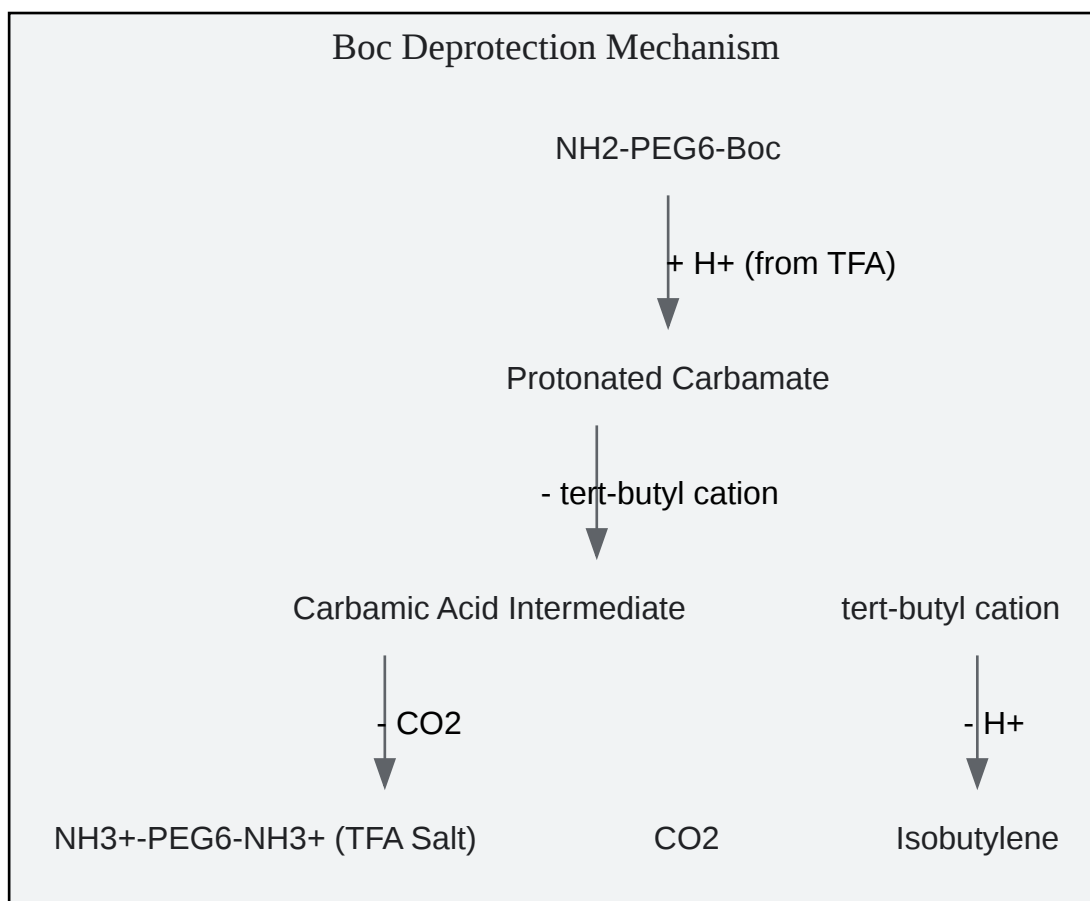 Boc Deprotection Mechanism
NH2-PEG6-Boc
+ H+ (from TFA)
Protonated Carbamate
- tert-butyl cation
Carbamic Acid Intermediate
tert-butyl cation
- CO2
- H+
NH3+-PEG6-NH3+ (TFA Salt)
CO2
Isobutylene